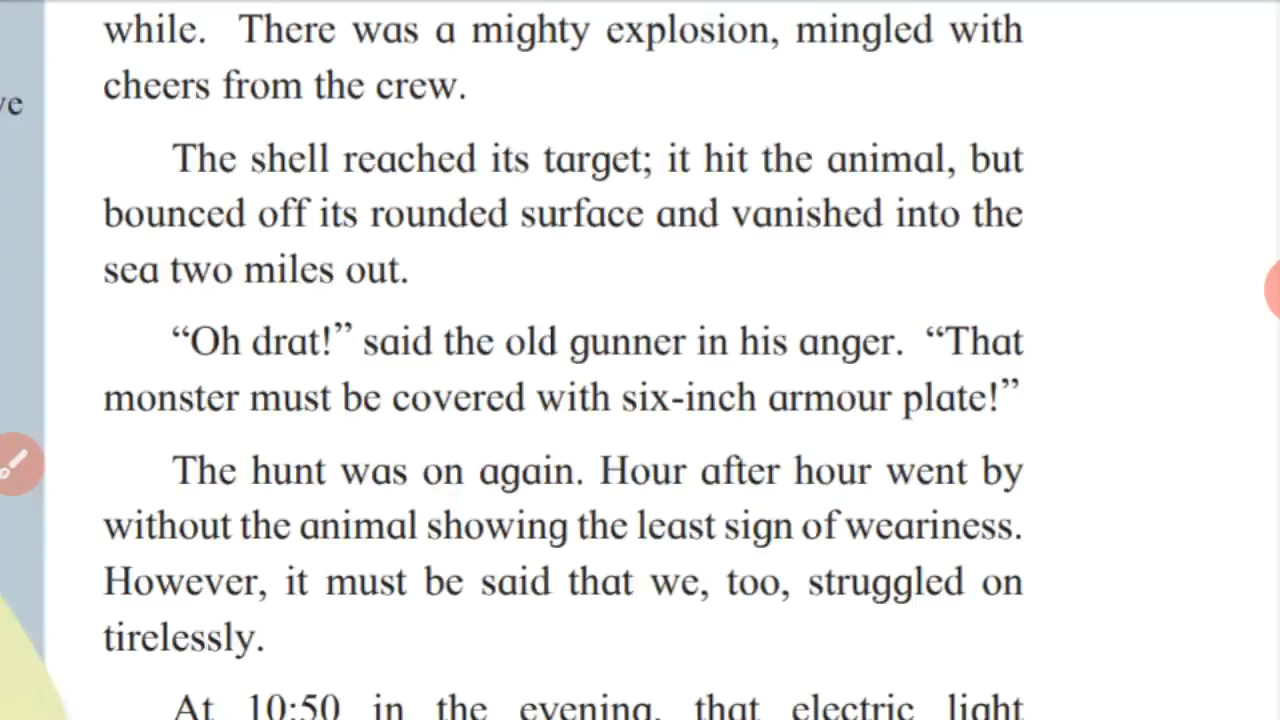 while. There was a mighty explosion, mingled with
cheers from the crew.
The shell reached its target; it hit the animal, but
bounced off its rounded surface and vanished into the
sea two miles out.
“Oh drat!” said the old gunner in his anger. “That
monster must be covered with six-inch armour plate!”
The hunt was on again. Hour after hour went by
without the animal showing the least sign of weariness.
However, it must be said that we, too, struggled on
tirelessly.
At 10:50 in the evening, that electric light